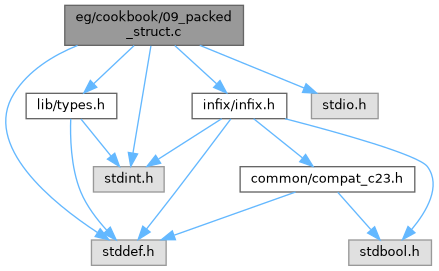 eg/cookbook/09_packed
_struct.c
lib/types.h
infix/infix.h
stdio.h
stdint.h
common/compat_c23.h
stddef.h
stdbool.h